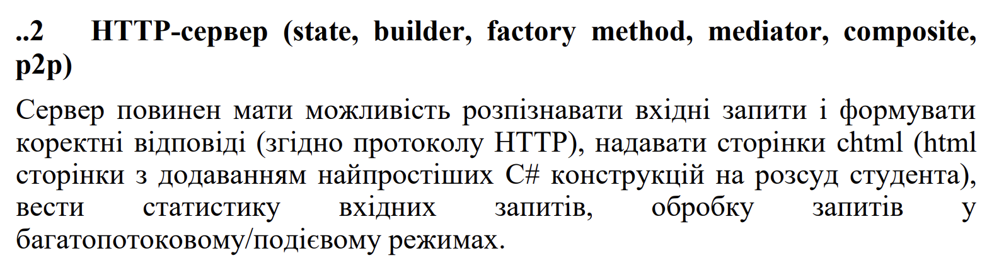 ..2 HTTP-сервер (state, builder, factory method, mediator, composite,
p2p)
Сервер повинен мати можливість розпізнавати вхідні запити і формувати
коректні відповіді (згідно протоколу HTTP), надавати сторінки chtml (html
сторінки з додаванням найпростіших C# конструкцій на розсуд студента),
вести статистику вхідних запитів, обробку запитів у
багатопотоковому/подієвому режимах.